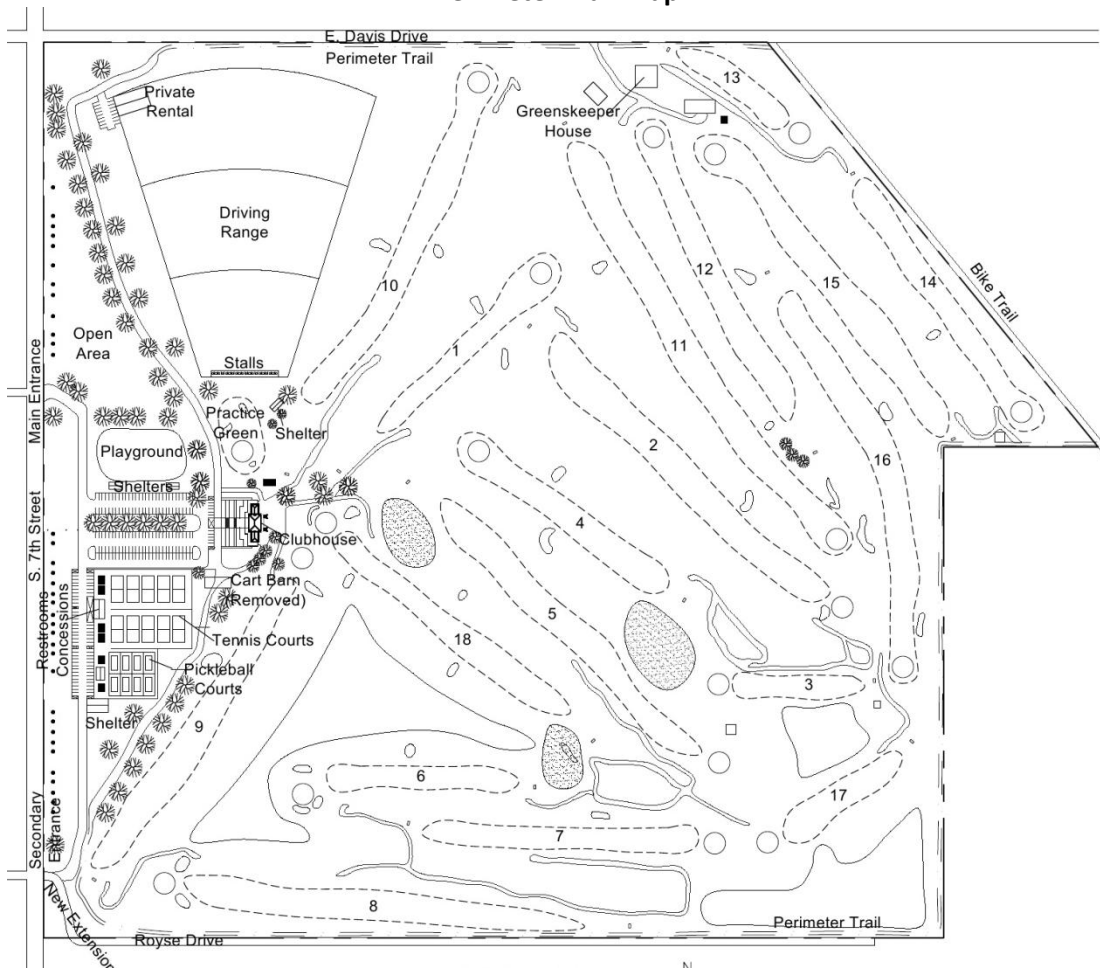 E. Davis Drive
Perimeter Trail
Private
Rental
Greenskeeper
House
13
Driving
Range
10
12
15
14
Bike Trail
Open
Area
1
11
Main Entrance
Stalls
Practice
Green
Shelter
2
Playground
16
Shelters
S. 7th Street
4
Clubhouse
Cart Barn
(Removed)
Restrooms
Concessions
5
18
Tennis Courts
Pickleball
Courts
3
Shelter
9
6
17
Secondary
Entrance
7
8
New Extension
Perimeter Trail
Royse Drive